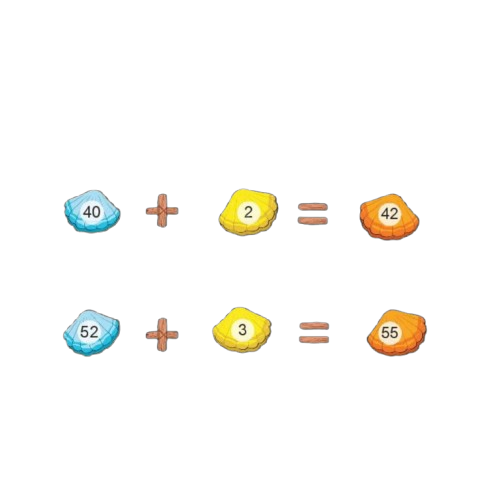 40 + 2 = 42
52 + 3 = 55